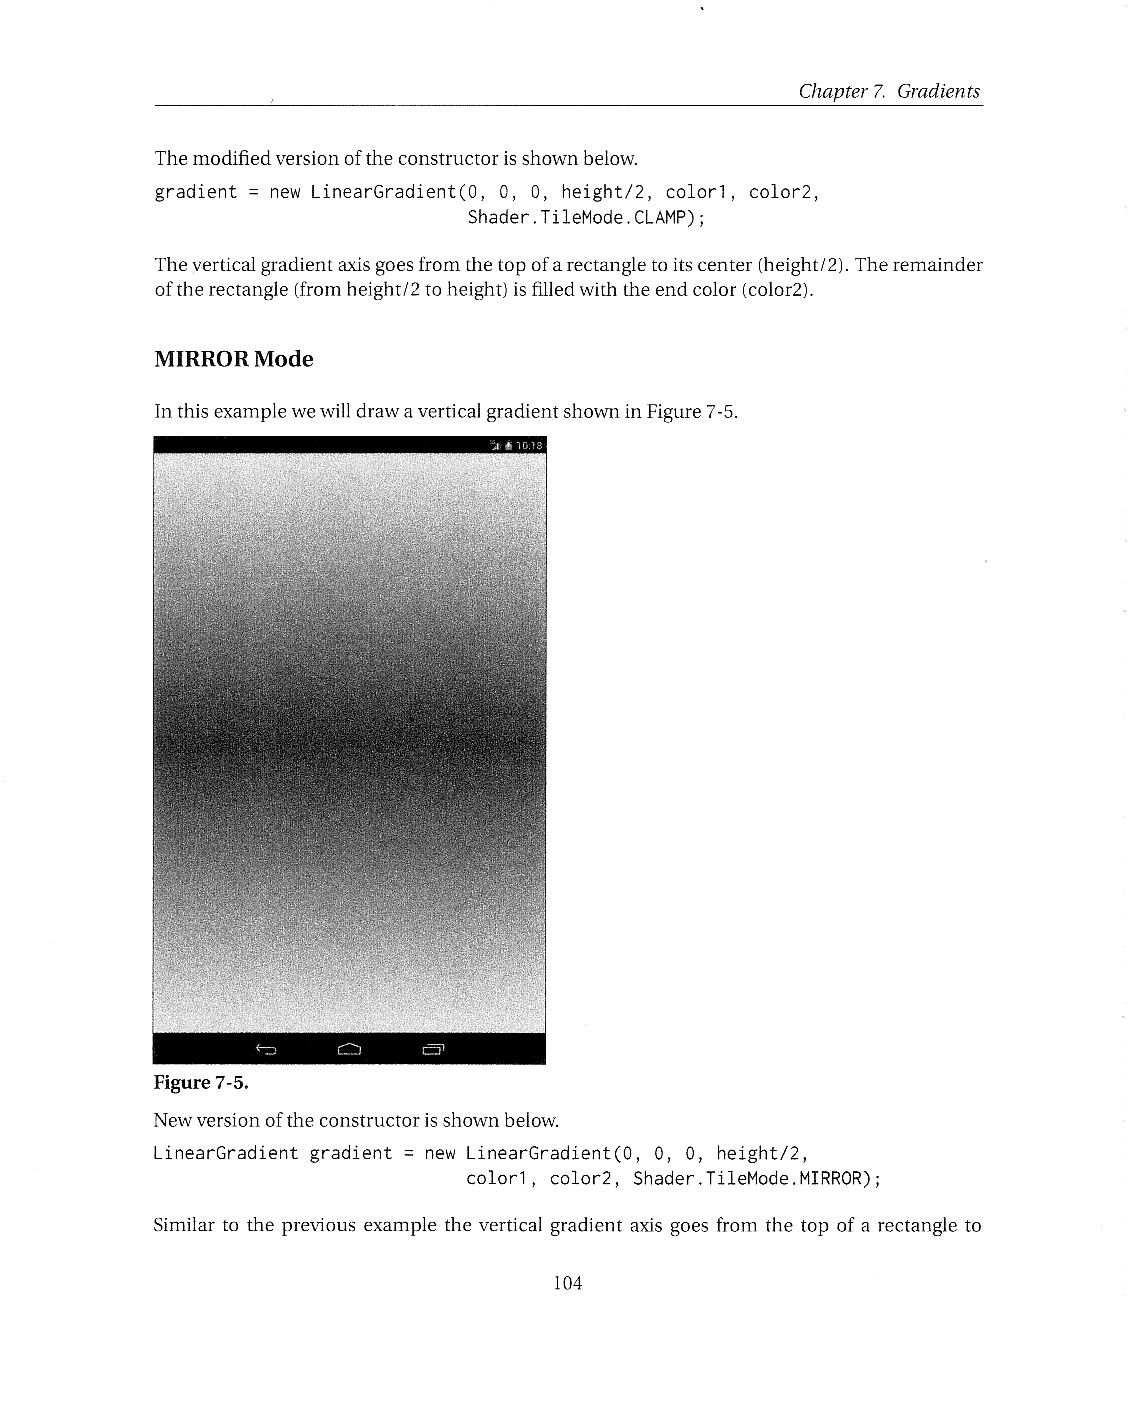 Chapter 7. Gradients
The modified version of the constructor is shown below.
gradient = new LinearGradient(0, 0, 0, height/2, color1, color2,
Shader.TileMode.CLAMP);
The vertical gradient axis goes from the top of a rectangle to its center (height/2). The remainder
of the rectangle (from height/2 to height) is filled with the end color (color2).
MIRROR Mode
In this example we will draw a vertical gradient shown in Figure 7-5.
10:18
Figure 7-5.
New version of the constructor is shown below.
LinearGradient gradient = new LinearGradient(0, 0, 0, height/2,
color1, color2, Shader.TileMode.MIRROR);
Similar to the previous example the vertical gradient axis goes from the top of a rectangle to
104